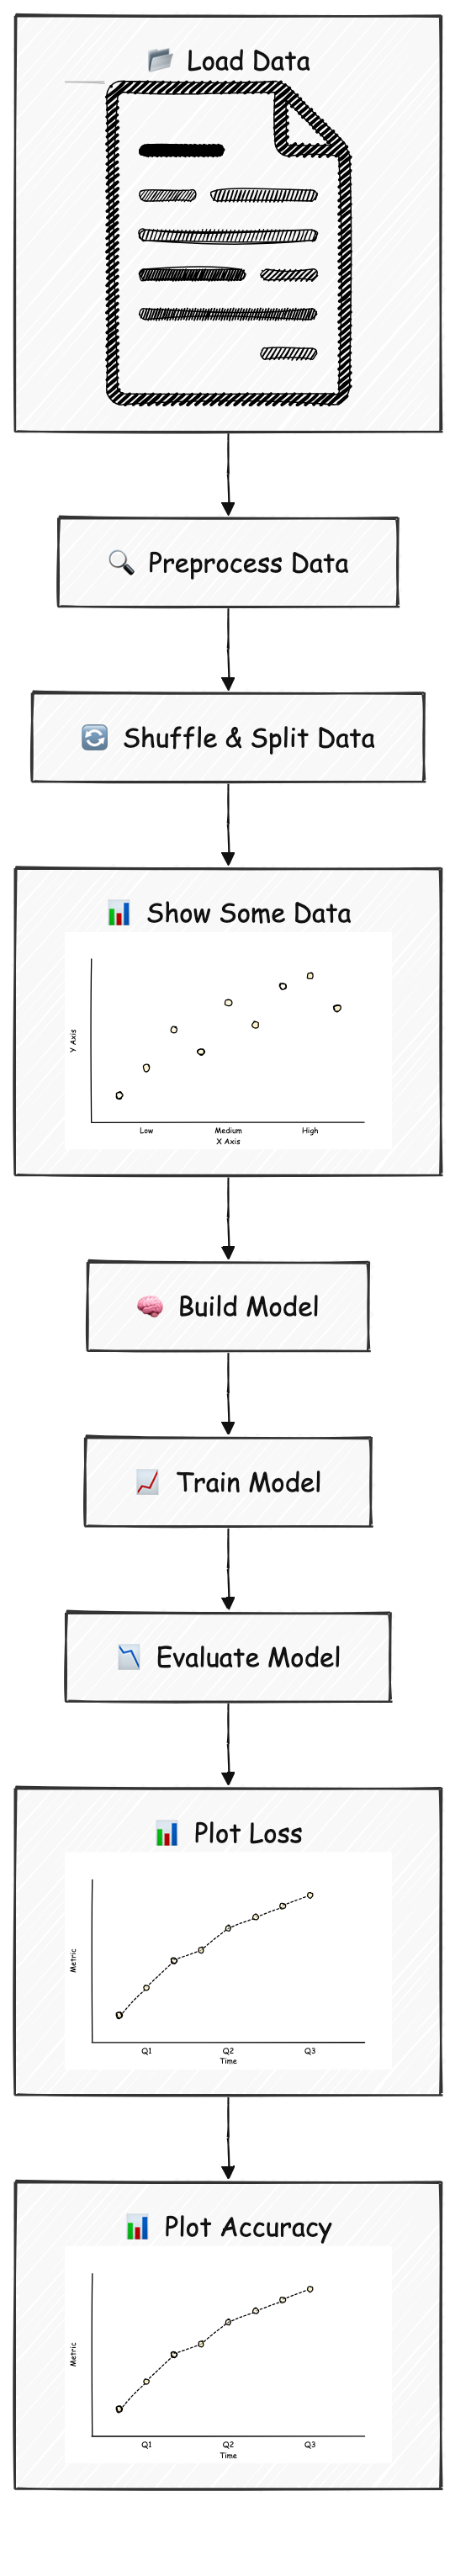 Load Data
Preprocess Data
Shuffle & Split Data
Show Some Data
Y Axis
Low Medium High
X Axis
Build Model
Train Model
Evaluate Model
Plot Loss
Metric
Q1 Q2 Q3
Time
Plot Accuracy
Metric
Q1 Q2 Q3
Time